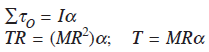 Στ_O = Iα
TR = (MR²)α;  T = MRα